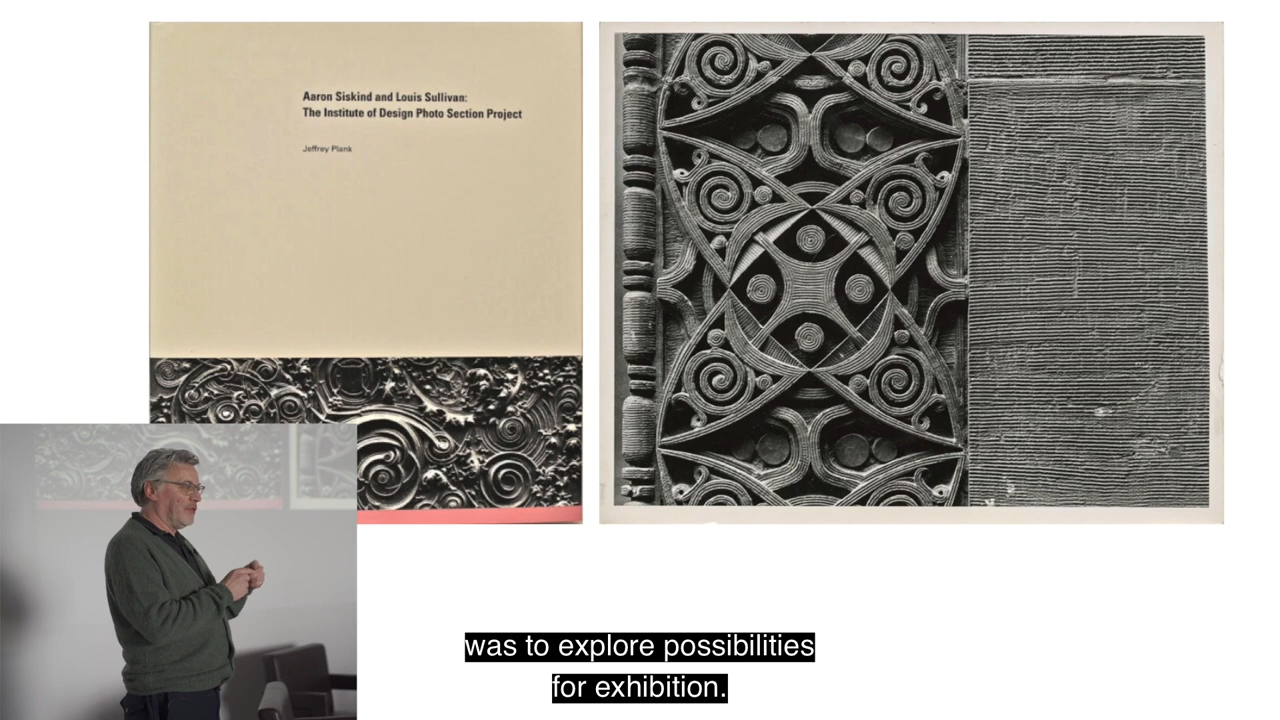 Aaron Siskind and Louis Sullivan:
The Institute of Design Photo Section Project
Jeffrey Plank
was to explore possibilities
for exhibition.